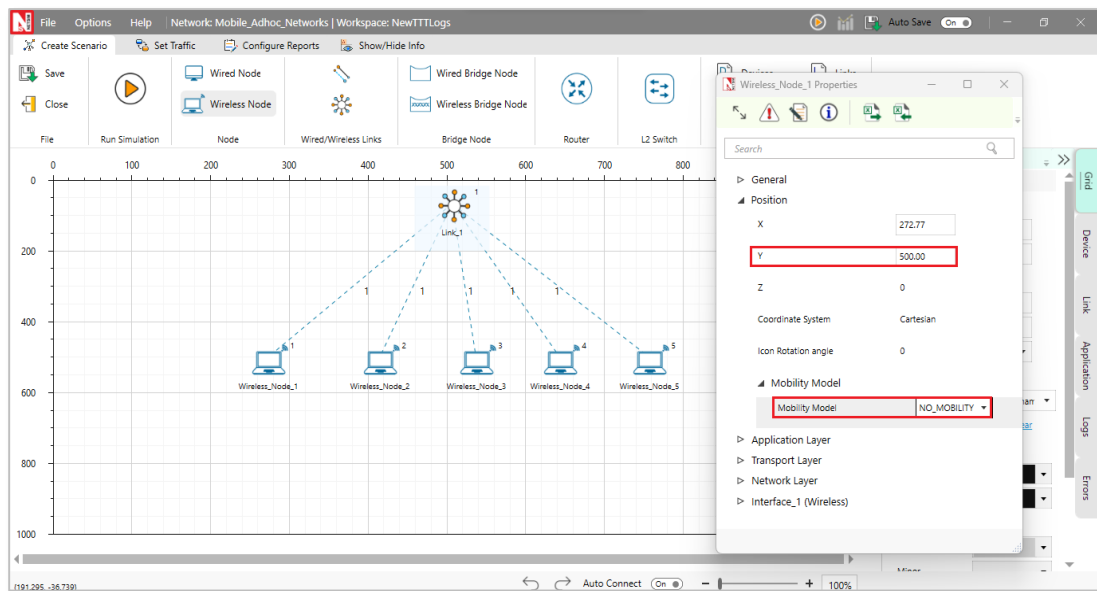 N File Options Help Network: Mobile_Adhoc_Networks | Workspace: NewTTTLogs Auto Save On
Create Scenario Set Traffic Configure Reports Show/Hide Info
Save Wired Node Wired Bridge Node Devices Links
Close Wireless Node Wireless Bridge Node
File Run Simulation Node Wired/Wireless Links Bridge Node Router L2 Switch
0 100 200 300 400 500 600 700 800
0
200
400
600
800
1000
1
Link_1
1 1 1 1 1
1 2 3 4 5
Wireless_Node_1 Wireless_Node_2 Wireless_Node_3 Wireless_Node_4 Wireless_Node_5
Wireless_Node_1 Properties
Search
General
Position
X 272.77
Y 500.00
Z 0
Coordinate System Cartesian
Icon Rotation angle 0
Mobility Model
Mobility Model NO_MOBILITY
Application Layer
Transport Layer
Network Layer
Interface_1 (Wireless)
Grid
Device
Link
Application
Logs
Errors
(191.295, -36.739) Auto Connect On 100%